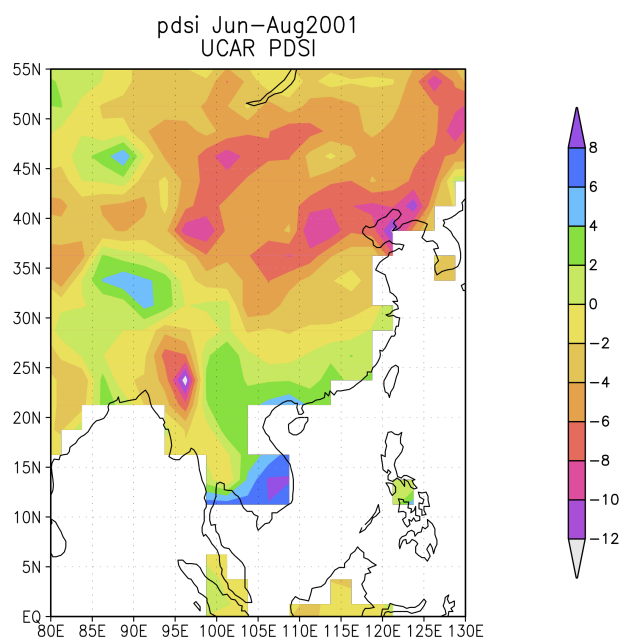 pdsi Jun-Aug2001
UCAR PDSI
55N
50N
45N
40N
35N
30N
25N
20N
15N
10N
5N
EQ
80E 85E 90E 95E 100E 105E 110E 115E 120E 125E 130E
8
6
4
2
0
-2
-4
-6
-8
-10
-12